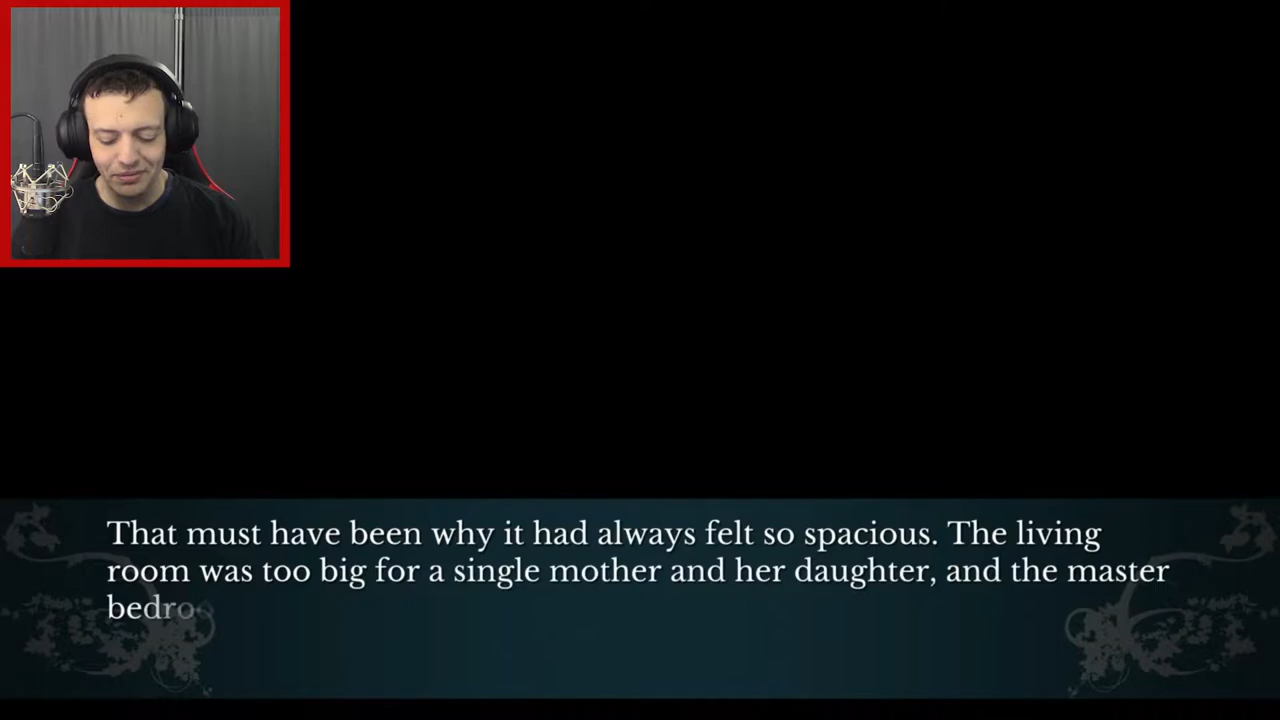 That must have been why it had always felt so spacious. The living
room was too big for a single mother and her daughter, and the master
bedro